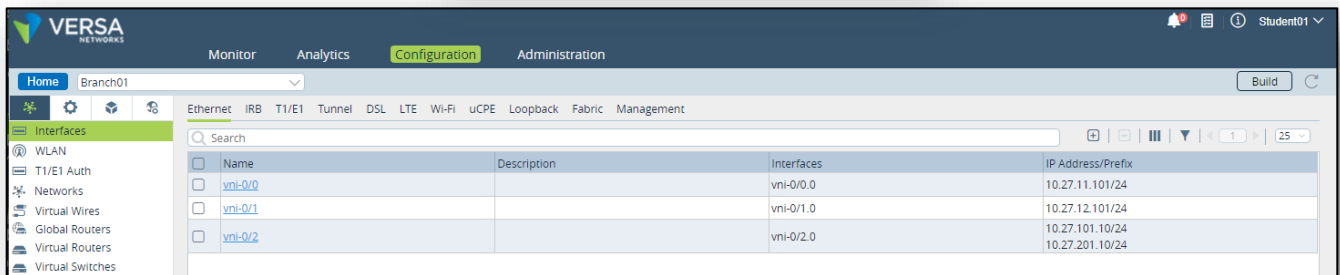 VERSA
NETWORKS
Student01
Monitor Analytics Configuration Administration
Home Branch01 Build
Ethernet IRB T1/E1 Tunnel DSL LTE Wi-Fi uCPE Loopback Fabric Management
Interfaces
Search
1 25
WLAN
T1/E1 Auth
Networks
Virtual Wires
Global Routers
Virtual Routers
Virtual Switches
Name Description Interfaces IP Address/Prefix
vni-0/0 vni-0/0.0 10.27.11.101/24
vni-0/1 vni-0/1.0 10.27.12.101/24
vni-0/2 vni-0/2.0 10.27.101.10/24
10.27.201.10/24